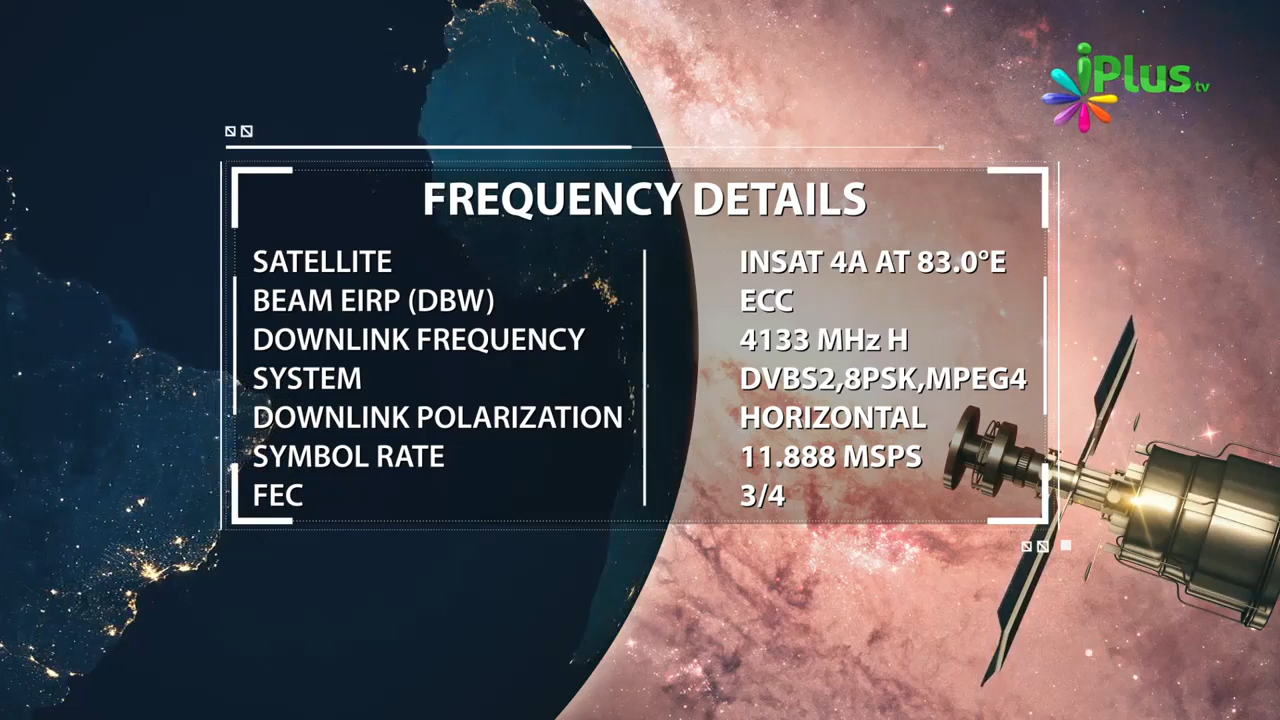 iPlus tv
FREQUENCY DETAILS
SATELLITE INSAT 4A AT 83.0°E
BEAM EIRP (DBW) ECC
DOWNLINK FREQUENCY 4133 MHz H
SYSTEM DVBS2,8PSK,MPEG4
DOWNLINK POLARIZATION HORIZONTAL
SYMBOL RATE 11.888 MSPS
FEC 3/4